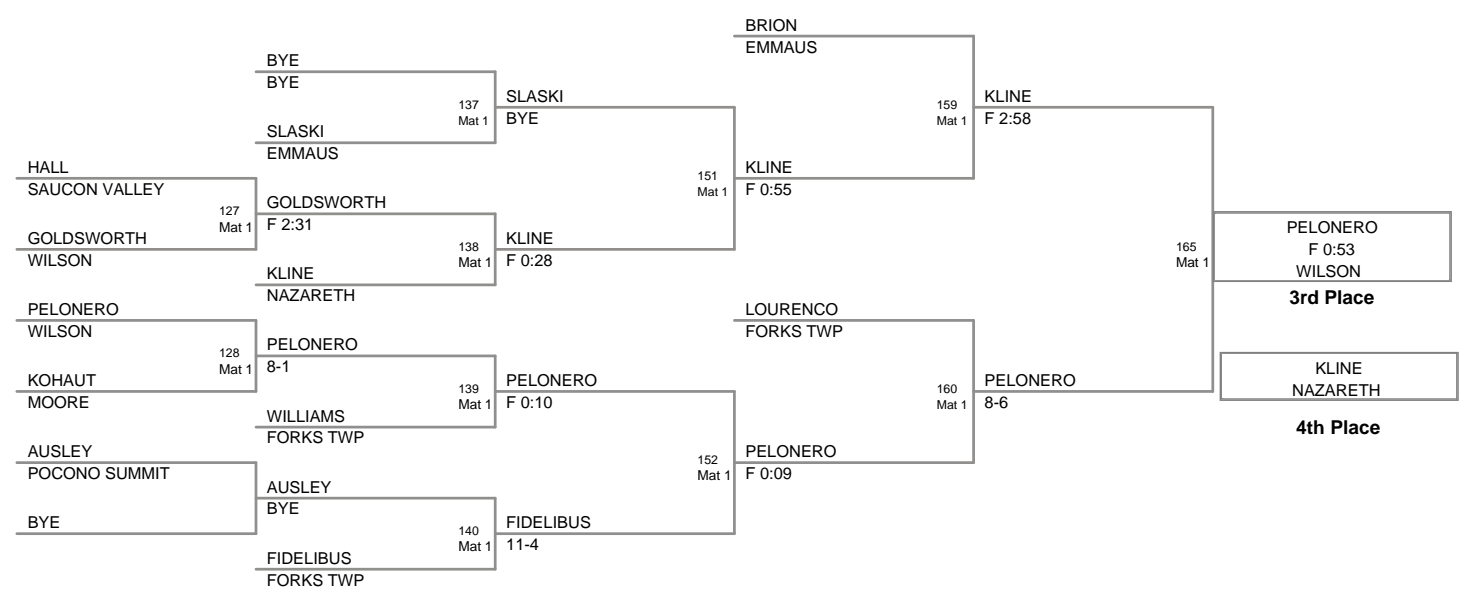 BRION
EMMAUS
BYE
BYE
137
Mat 1
SLASKI
BYE
159
Mat 1
KLINE
F 2:58
SLASKI
EMMAUS
HALL
SAUCON VALLEY
151
Mat 1
KLINE
F 0:55
127
Mat 1
GOLDSWORTH
F 2:31
GOLDSWORTH
WILSON
138
Mat 1
KLINE
F 0:28
165
Mat 1
PELONERO
F 0:53
WILSON
3rd Place
KLINE
NAZARETH
PELONERO
WILSON
LOURENCO
FORKS TWP
128
Mat 1
PELONERO
8-1
KOHAUT
MOORE
139
Mat 1
PELONERO
F 0:10
160
Mat 1
PELONERO
8-6
KLINE
NAZARETH
4th Place
WILLIAMS
FORKS TWP
AUSLEY
POCONO SUMMIT
152
Mat 1
PELONERO
F 0:09
AUSLEY
BYE
BYE
140
Mat 1
FIDELIBUS
11-4
FIDELIBUS
FORKS TWP